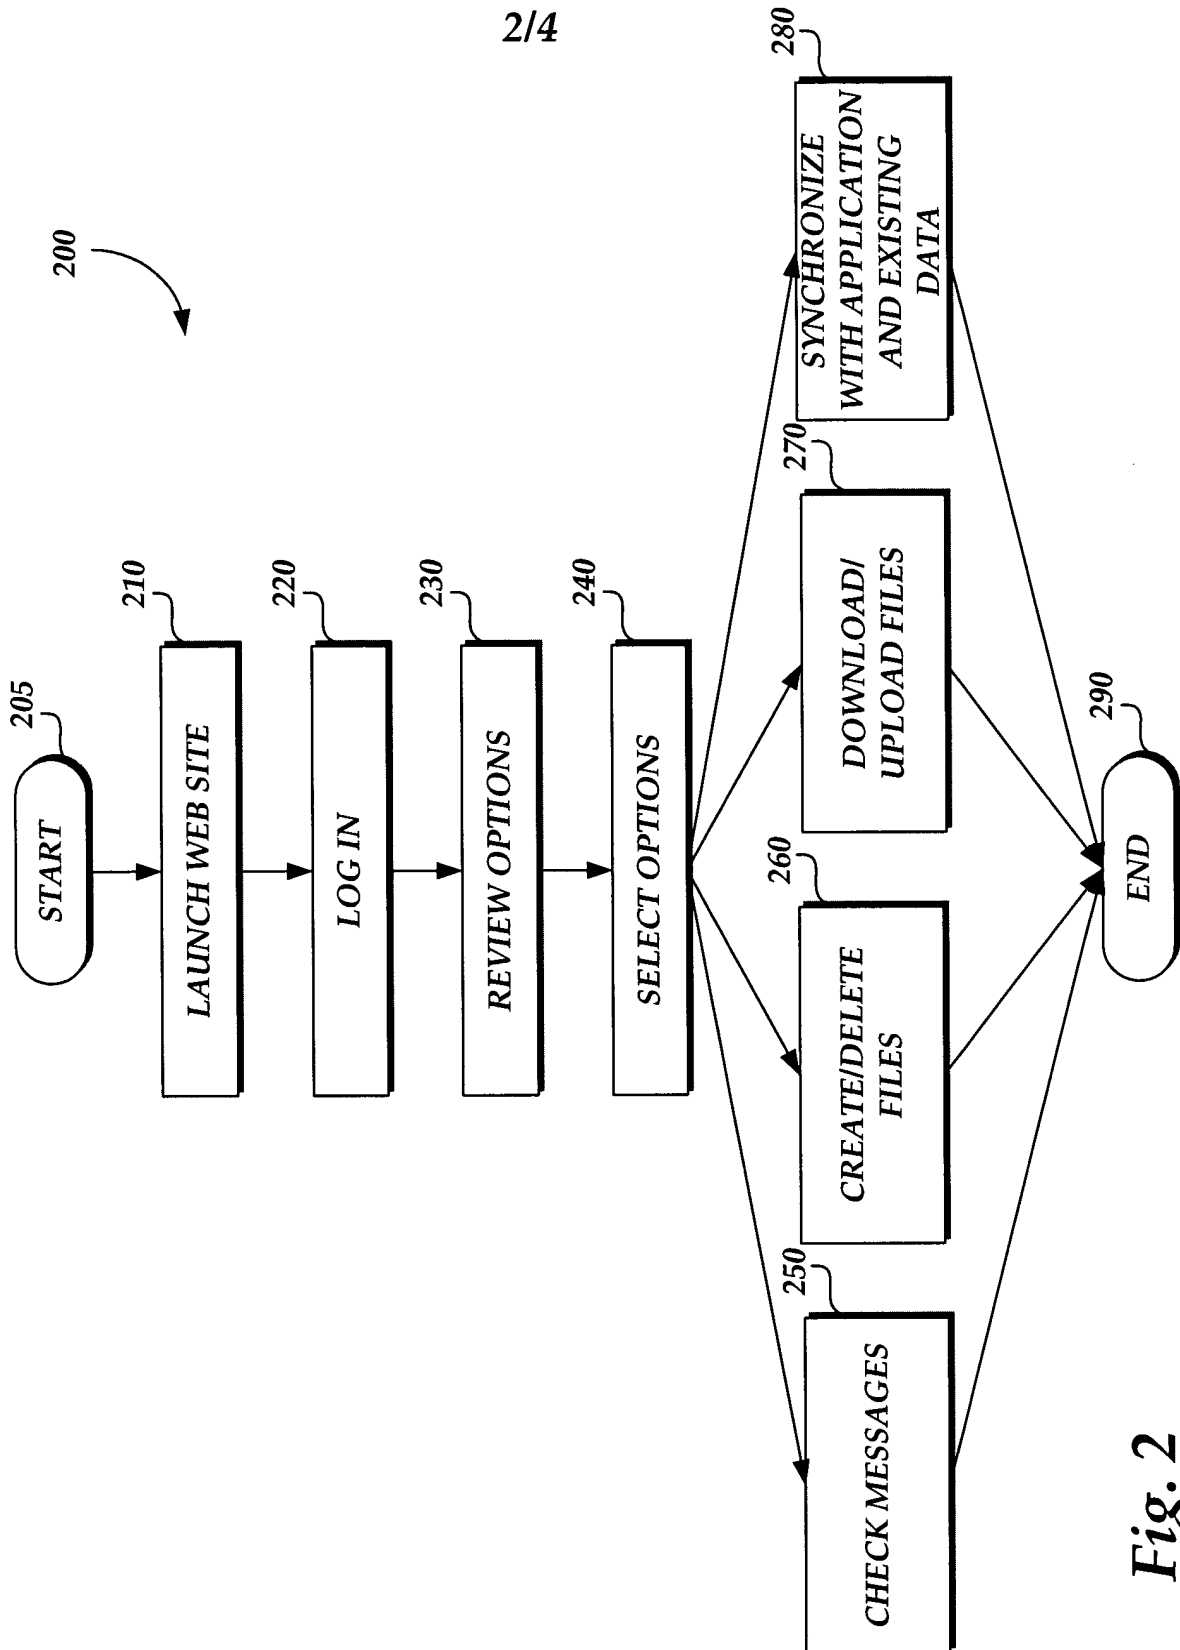 2/4
200
START
205
LAUNCH WEB SITE
210
LOG IN
220
REVIEW OPTIONS
230
SELECT OPTIONS
240
CHECK MESSAGES
250
CREATE/DELETE
FILES
260
DOWNLOAD/
UPLOAD FILES
270
SYNCHRONIZE
WITH APPLICATION
AND EXISTING
DATA
280
END
290
Fig. 2